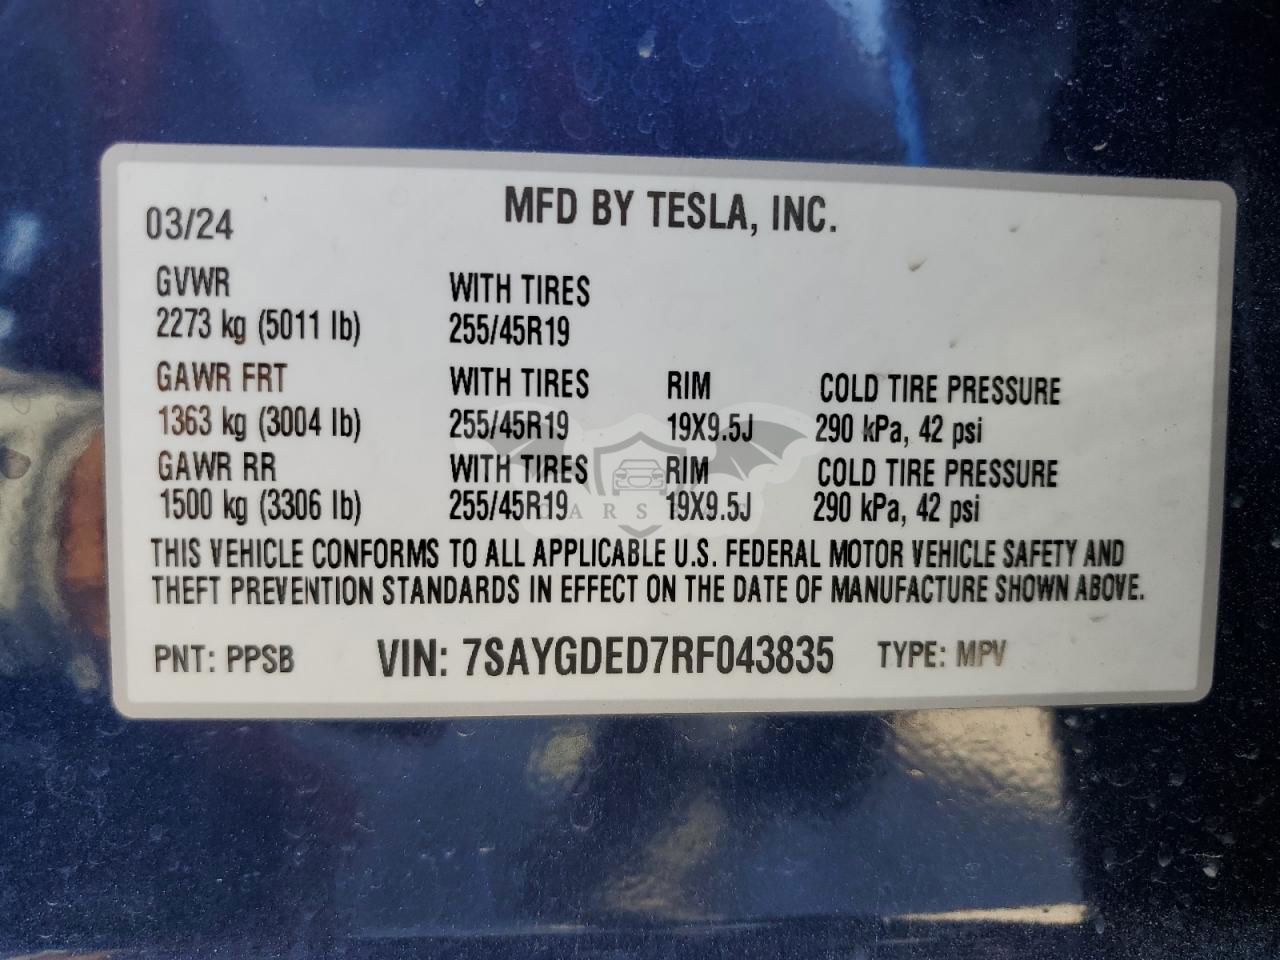 MFD BY TESLA, INC.
03/24
GVWR WITH TIRES
2273 kg (5011 lb) 255/45R19
GAWR FRT WITH TIRES RIM COLD TIRE PRESSURE
1363 kg (3004 lb) 255/45R19 19X9.5J 290 kPa, 42 psi
GAWR RR WITH TIRES RIM COLD TIRE PRESSURE
1500 kg (3306 lb) 255/45R19 19X9.5J 290 kPa, 42 psi
CARS
THIS VEHICLE CONFORMS TO ALL APPLICABLE U.S. FEDERAL MOTOR VEHICLE SAFETY AND
THEFT PREVENTION STANDARDS IN EFFECT ON THE DATE OF MANUFACTURE SHOWN ABOVE.
PNT: PPSB VIN: 7SAYGDED7RF043835 TYPE: MPV